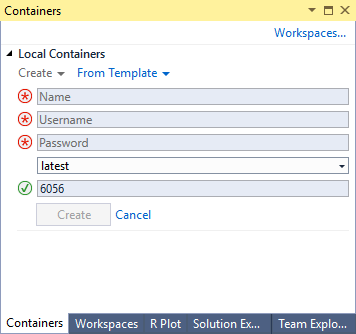 Containers
Workspaces...
Local Containers
Create From Template
Name
Username
Password
latest
6056
Create Cancel
Containers Workspaces R Plot Solution Ex... Team Explo...